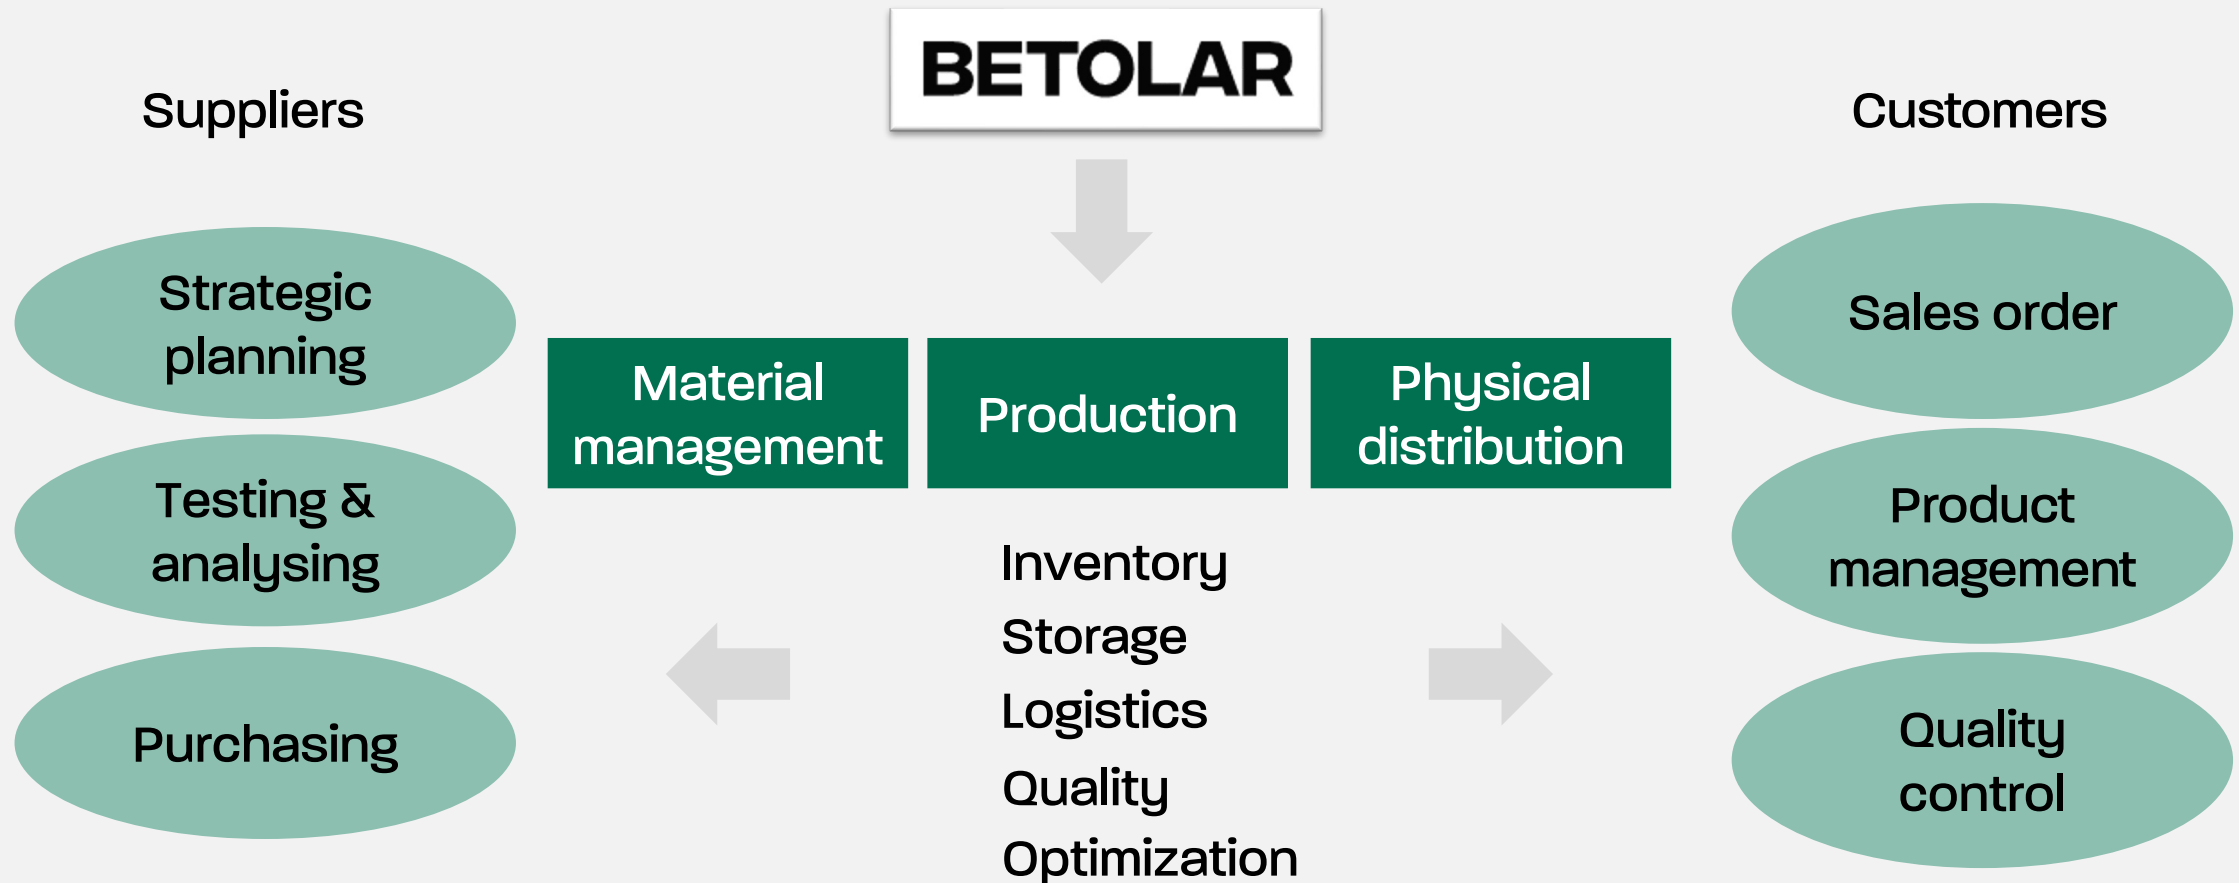 BETOLAR
Suppliers
Customers
Strategic
planning
Testing &
analysing
Purchasing
Material
management
Production
Physical
distribution
Inventory
Storage
Logistics
Quality
Optimization
Sales order
Product
management
Quality
control